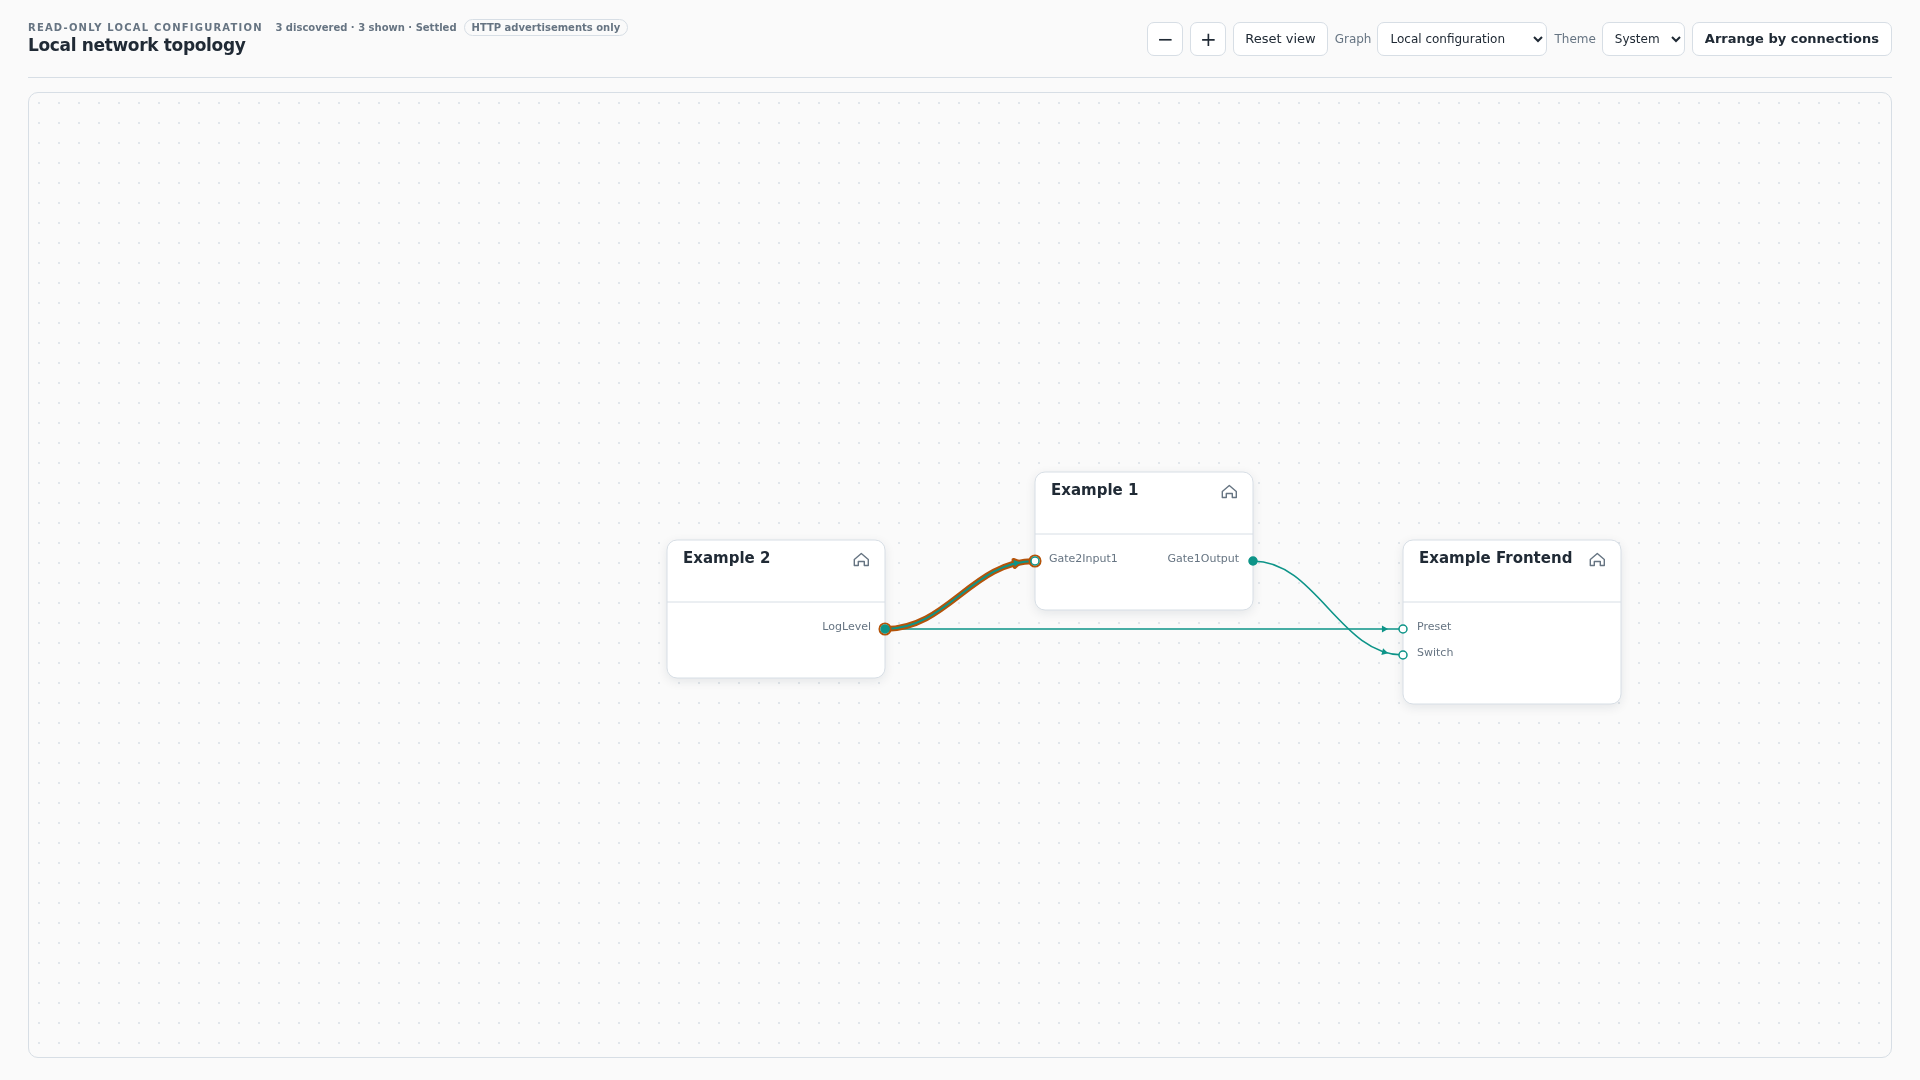 READ-ONLY LOCAL CONFIGURATION 3 discovered · 3 shown · Settled HTTP advertisements only
Local network topology
− + Reset view Graph Local configuration Theme System Arrange by connections
Example 1
Gate2Input1 Gate1Output
Example 2
LogLevel
Example Frontend
Preset
Switch